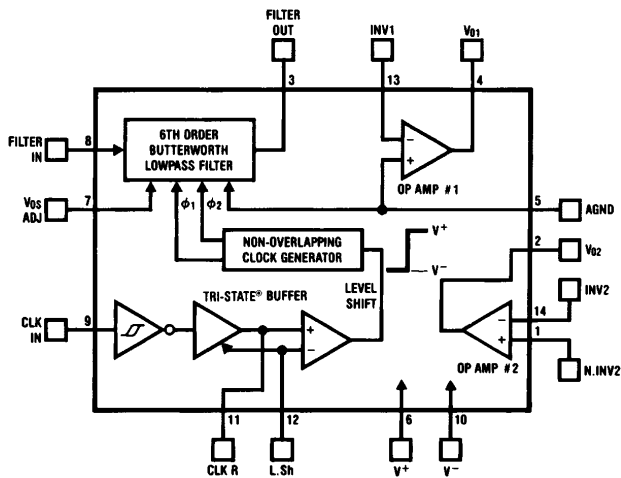 FILTER
OUT
INV1
VO1
3
13
4
FILTER
IN
8
6TH ORDER
BUTTERWORTH
LOWPASS FILTER
−
+
OP AMP #1
VOS
ADJ
7
ϕ1
ϕ2
5
AGND
NON-OVERLAPPING
CLOCK GENERATOR
V+
V−
2
VO2
LEVEL
SHIFT
TRI-STATE® BUFFER
INV2
CLK
IN
9
+
−
−
+
14
1
OP AMP #2
N.INV2
11
12
6
10
CLK R
L.Sh
V+
V−